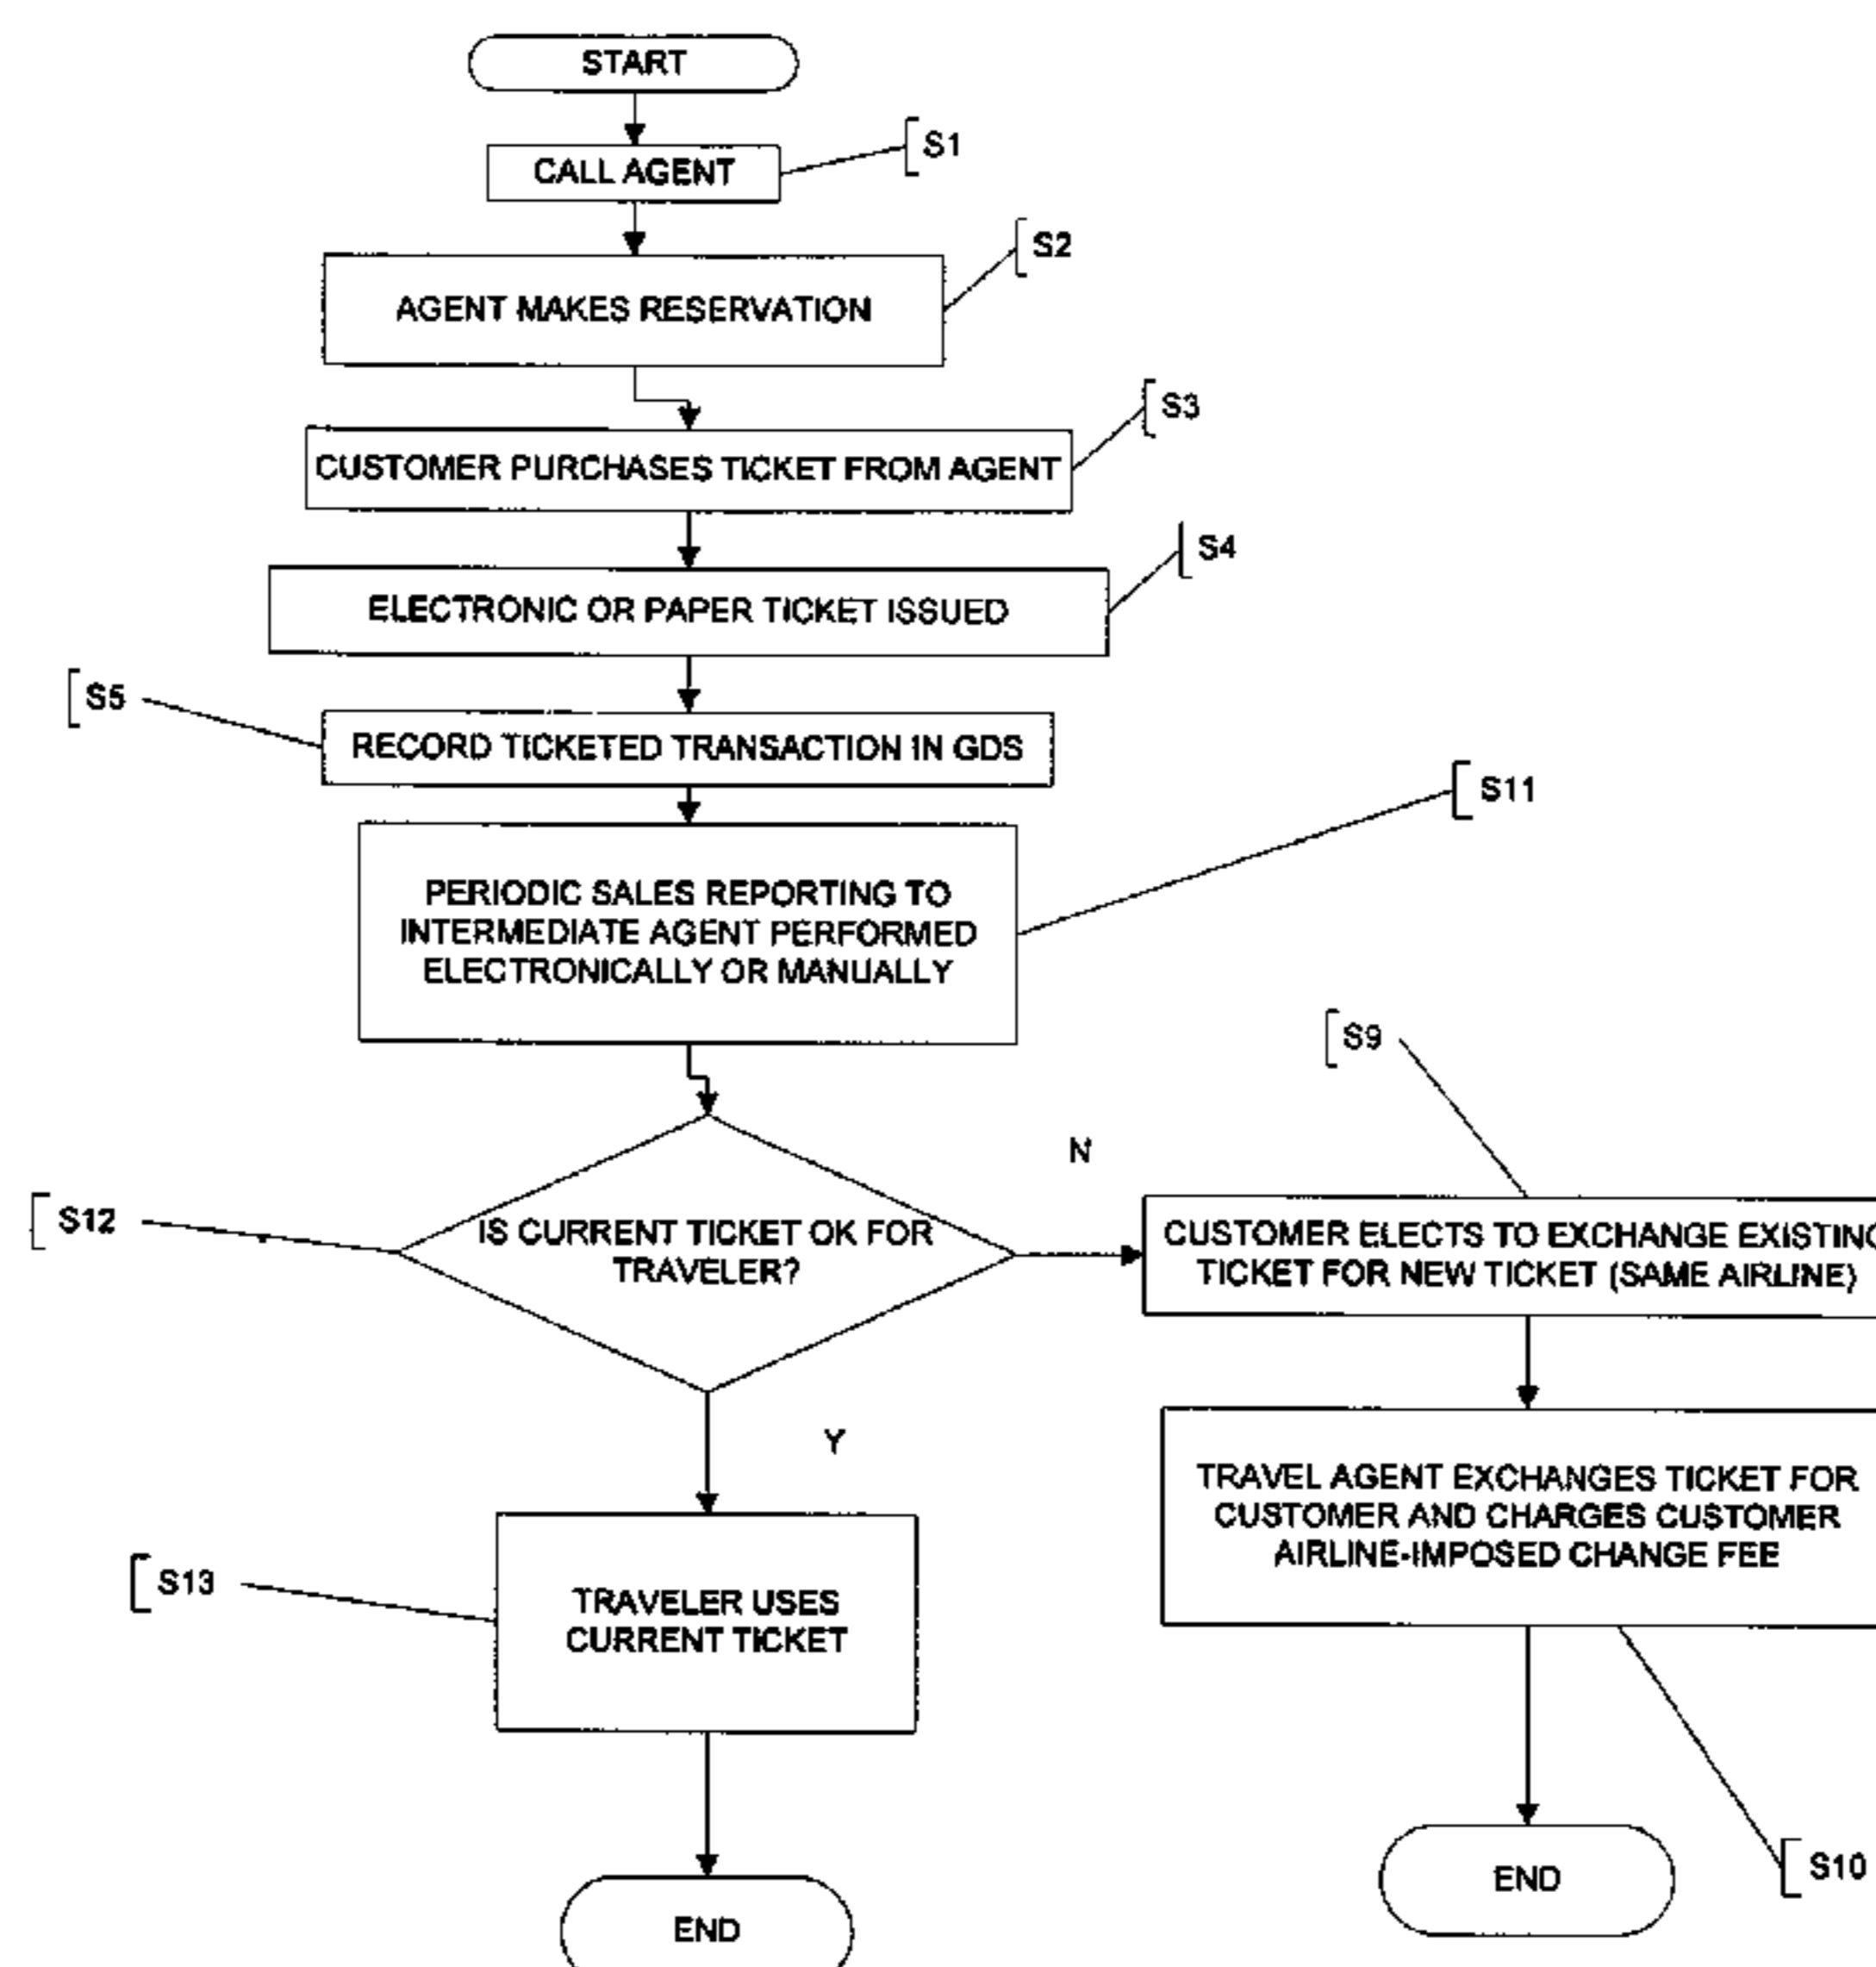 START
CALL AGENT
S1
AGENT MAKES RESERVATION
S2
CUSTOMER PURCHASES TICKET FROM AGENT
S3
ELECTRONIC OR PAPER TICKET ISSUED
S4
S5
RECORD TICKETED TRANSACTION IN GDS
S11
PERIODIC SALES REPORTING TO
INTERMEDIATE AGENT PERFORMED
ELECTRONICALLY OR MANUALLY
S9
N
S12
IS CURRENT TICKET OK FOR
TRAVELER?
CUSTOMER ELECTS TO EXCHANGE EXISTING
TICKET FOR NEW TICKET (SAME AIRLINE)
Y
TRAVEL AGENT EXCHANGES TICKET FOR
CUSTOMER AND CHARGES CUSTOMER
AIRLINE-IMPOSED CHANGE FEE
S13
TRAVELER USES
CURRENT TICKET
S10
END
END